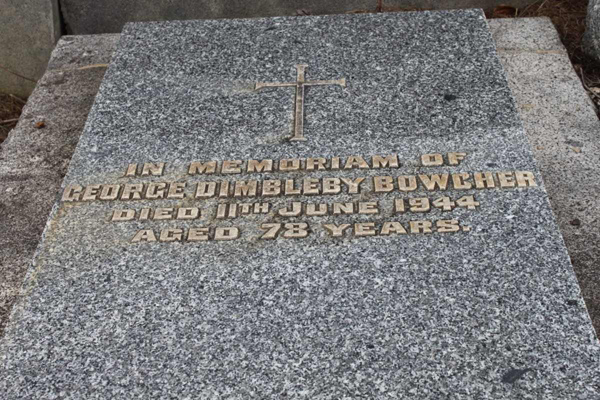 IN MEMORIAM OF
GEORGE DIMBLEBY BOWCHER
DIED 11TH JUNE 1944
AGED 78 YEARS.